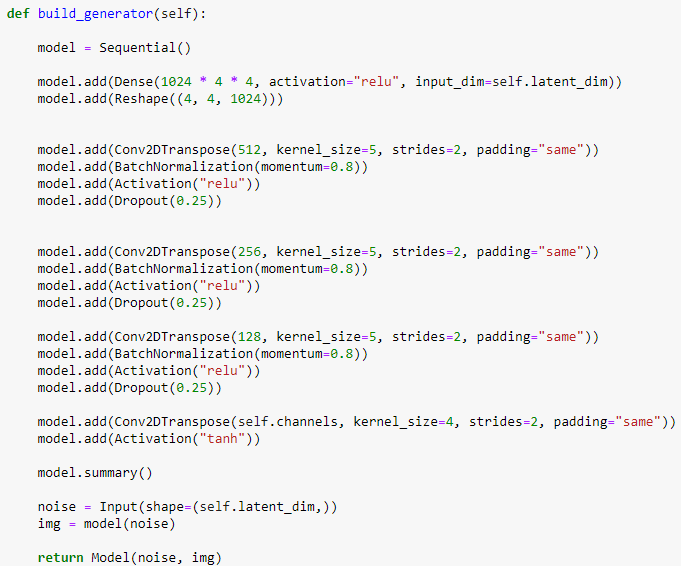 def build_generator(self):
model = Sequential()
model.add(Dense(1024 * 4 * 4, activation="relu", input_dim=self.latent_dim))
model.add(Reshape((4, 4, 1024)))
model.add(Conv2DTranspose(512, kernel_size=5, strides=2, padding="same"))
model.add(BatchNormalization(momentum=0.8))
model.add(Activation("relu"))
model.add(Dropout(0.25))
model.add(Conv2DTranspose(256, kernel_size=5, strides=2, padding="same"))
model.add(BatchNormalization(momentum=0.8))
model.add(Activation("relu"))
model.add(Dropout(0.25))
model.add(Conv2DTranspose(128, kernel_size=5, strides=2, padding="same"))
model.add(BatchNormalization(momentum=0.8))
model.add(Activation("relu"))
model.add(Dropout(0.25))
model.add(Conv2DTranspose(self.channels, kernel_size=4, strides=2, padding="same"))
model.add(Activation("tanh"))
model.summary()
noise = Input(shape=(self.latent_dim,))
img = model(noise)
return Model(noise, img)